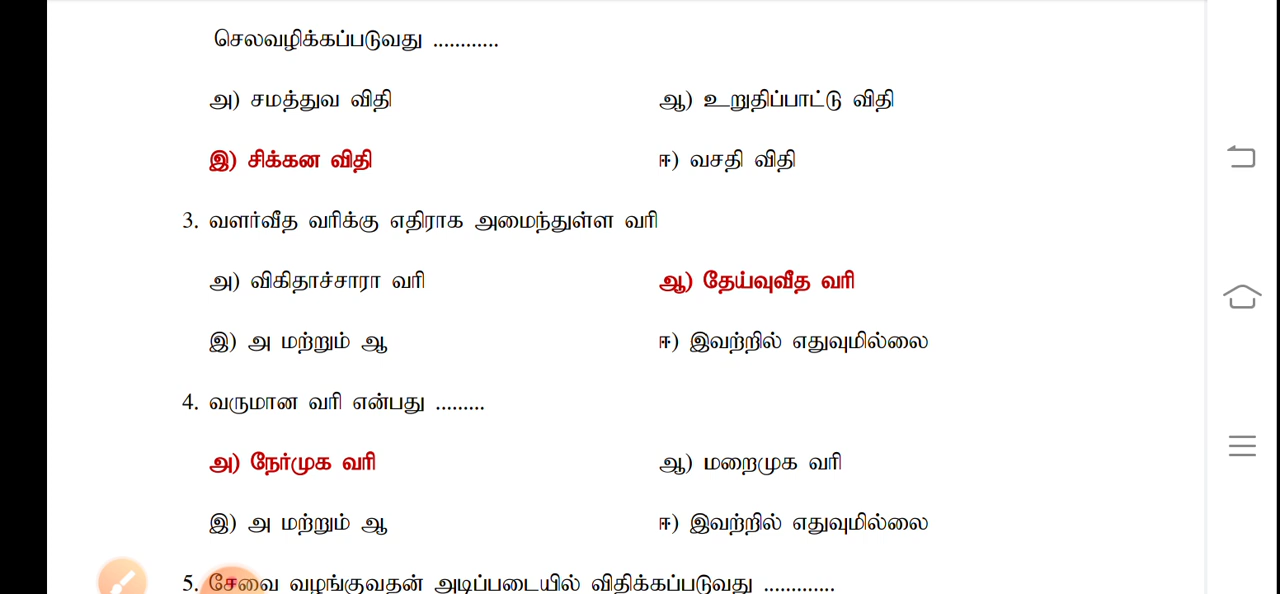 செலவழிக்கப்படுவது ............
அ) சமத்துவ விதி ஆ) உறுதிப்பாட்டு விதி
இ) சிக்கன விதி ஈ) வசதி விதி
3. வளர்வீத வரிக்கு எதிராக அமைந்துள்ள வரி
அ) விகிதாச்சாரா வரி ஆ) தேய்வுவீத வரி
இ) அ மற்றும் ஆ ஈ) இவற்றில் எதுவுமில்லை
4. வருமான வரி என்பது .........
அ) நேர்முக வரி ஆ) மறைமுக வரி
இ) அ மற்றும் ஆ ஈ) இவற்றில் எதுவுமில்லை
5. சேவை வழங்குவதன் அடிப்படையில் விதிக்கப்படுவது .............